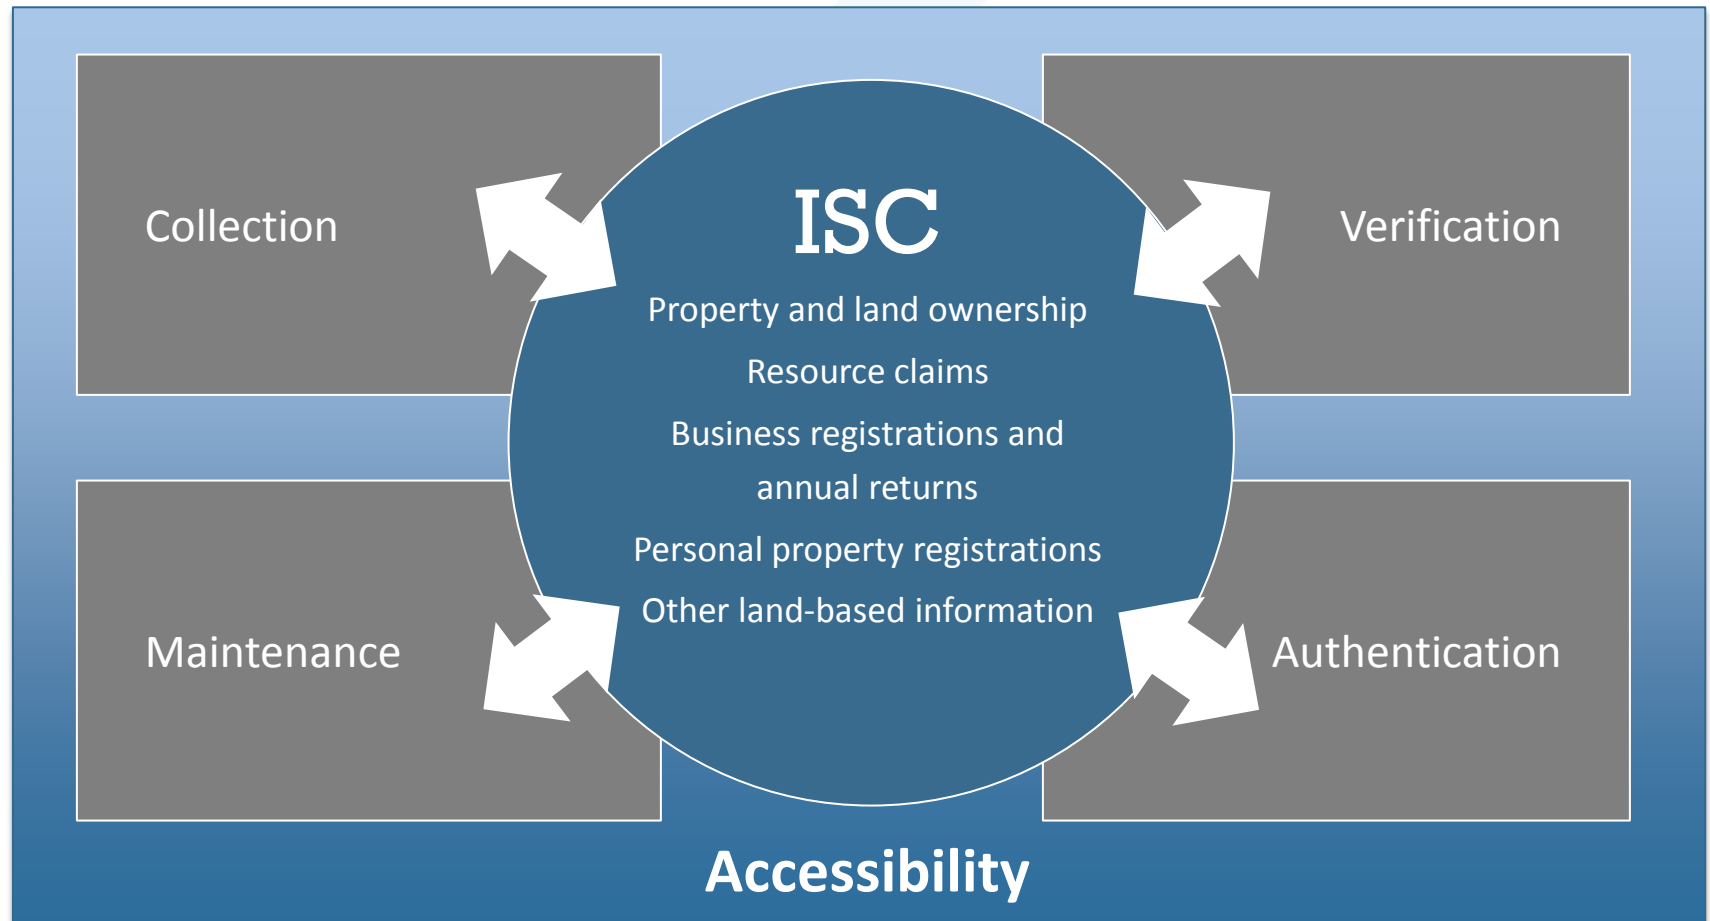 Collection
Verification
ISC
Property and land ownership
Resource claims
Business registrations and
annual returns
Personal property registrations
Other land-based information
Maintenance
Authentication
Accessibility